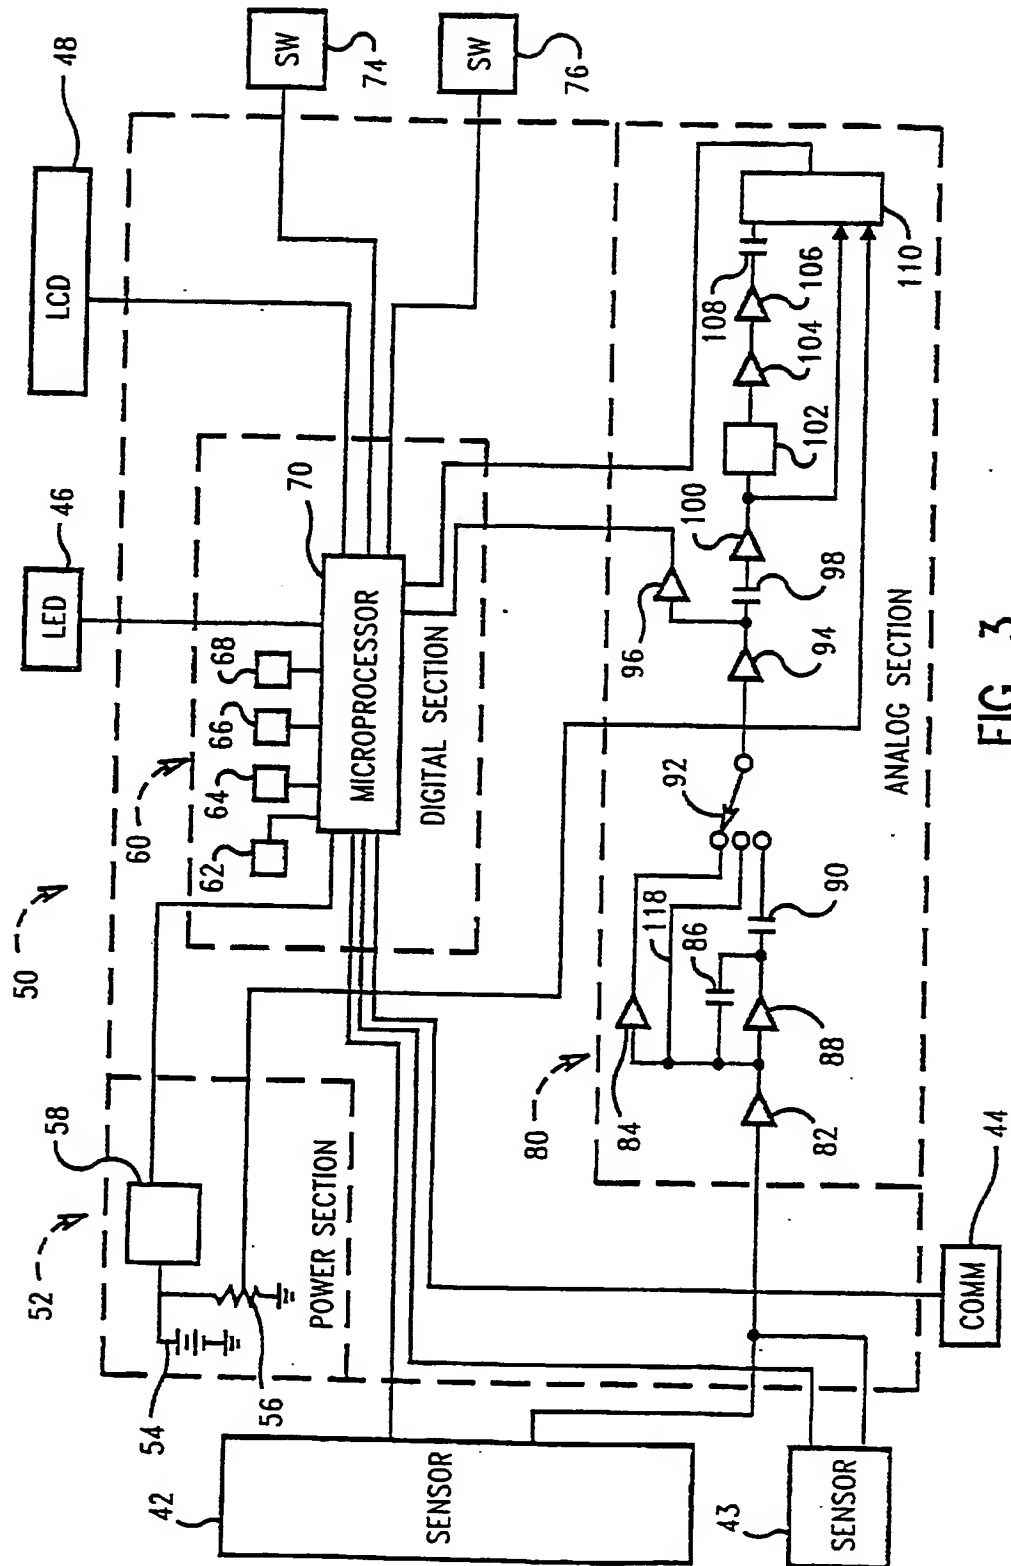 42
SENSOR
43
SENSOR
54
56
52
58
POWER SECTION
COMM
44
50
60
62
64
66
68
70
MICROPROCESSOR
DIGITAL SECTION
LED
46
LCD
48
SW
74
SW
76
80
82
84
86
88
118
90
92
94
96
98
100
102
104
106
108
110
ANALOG SECTION
FIG. 3